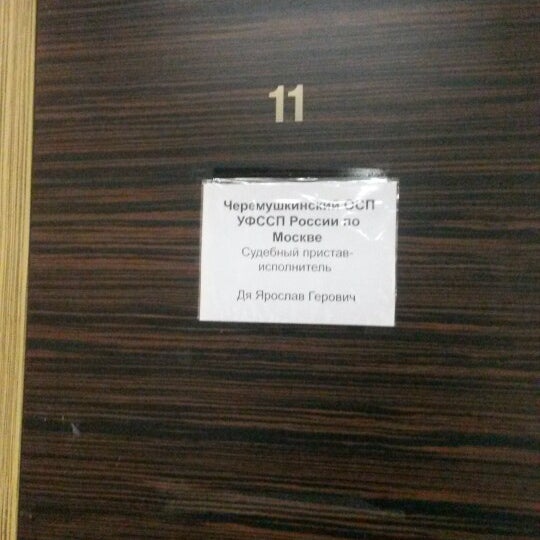 11
Черемушкинский ОСП
УФССП России по
Москве
Судебный пристав-
исполнитель
Дя Ярослав Герович